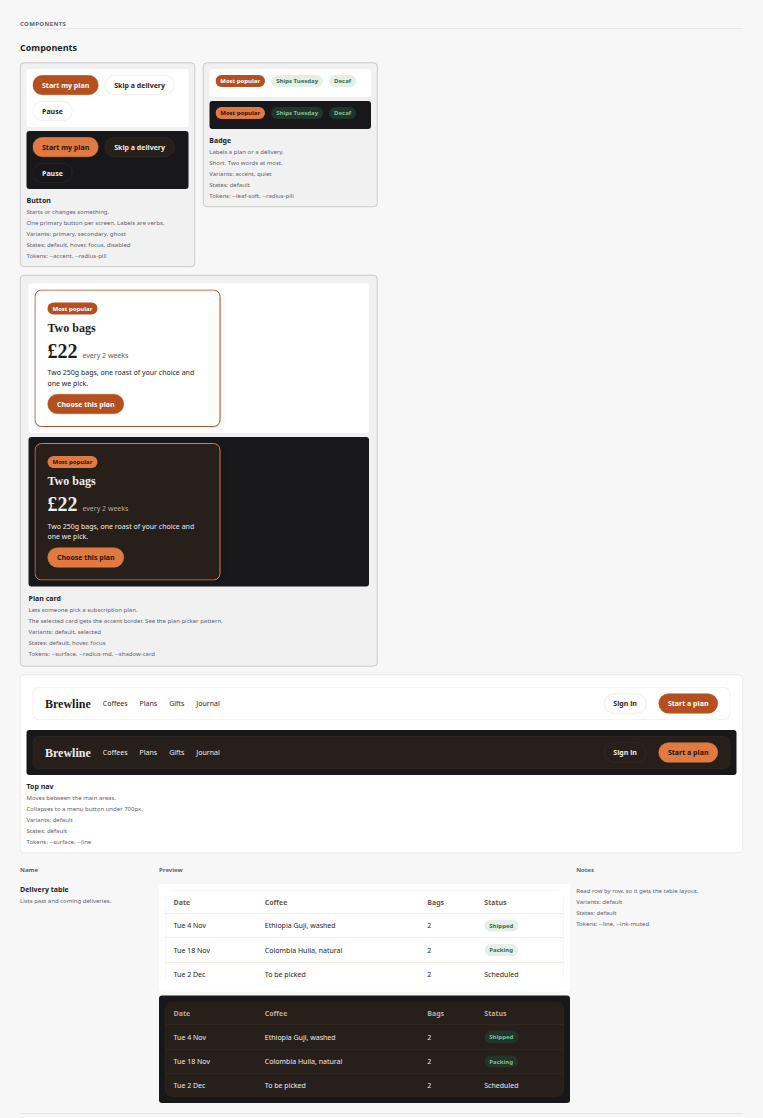 COMPONENTS
Components
Start my plan Skip a delivery
Pause
Start my plan Skip a delivery
Pause
Button
Starts or changes something.
One primary button per screen. Labels are verbs.
Variants: primary, secondary, ghost
States: default, hover, focus, disabled
Tokens: --accent, --radius-pill
Most popular Ships Tuesday Decaf
Most popular Ships Tuesday Decaf
Badge
Labels a plan or a delivery.
Short. Two words at most.
Variants: accent, quiet
States: default
Tokens: --leaf-soft, --radius-pill
Most popular
Two bags
£22 every 2 weeks
Two 250g bags, one roast of your choice and
one we pick.
Choose this plan
Most popular
Two bags
£22 every 2 weeks
Two 250g bags, one roast of your choice and
one we pick.
Choose this plan
Plan card
Lets someone pick a subscription plan.
The selected card gets the accent border. See the plan picker pattern.
Variants: default, selected
States: default, hover, focus
Tokens: --surface, --radius-md, --shadow-card
Brewline Coffees Plans Gifts Journal Sign in Start a plan
Brewline Coffees Plans Gifts Journal Sign in Start a plan
Top nav
Moves between the main areas.
Collapses to a menu button under 700px.
Variants: default
States: default
Tokens: --surface, --line
Name Preview Notes
Delivery table
Lists past and coming deliveries.
Date Coffee Bags Status
Tue 4 Nov Ethiopia Guji, washed 2 Shipped
Tue 18 Nov Colombia Huila, natural 2 Packing
Tue 2 Dec To be picked 2 Scheduled
Date Coffee Bags Status
Tue 4 Nov Ethiopia Guji, washed 2 Shipped
Tue 18 Nov Colombia Huila, natural 2 Packing
Tue 2 Dec To be picked 2 Scheduled
Read row by row, so it gets the table layout.
Variants: default
States: default
Tokens: --line, --ink-muted